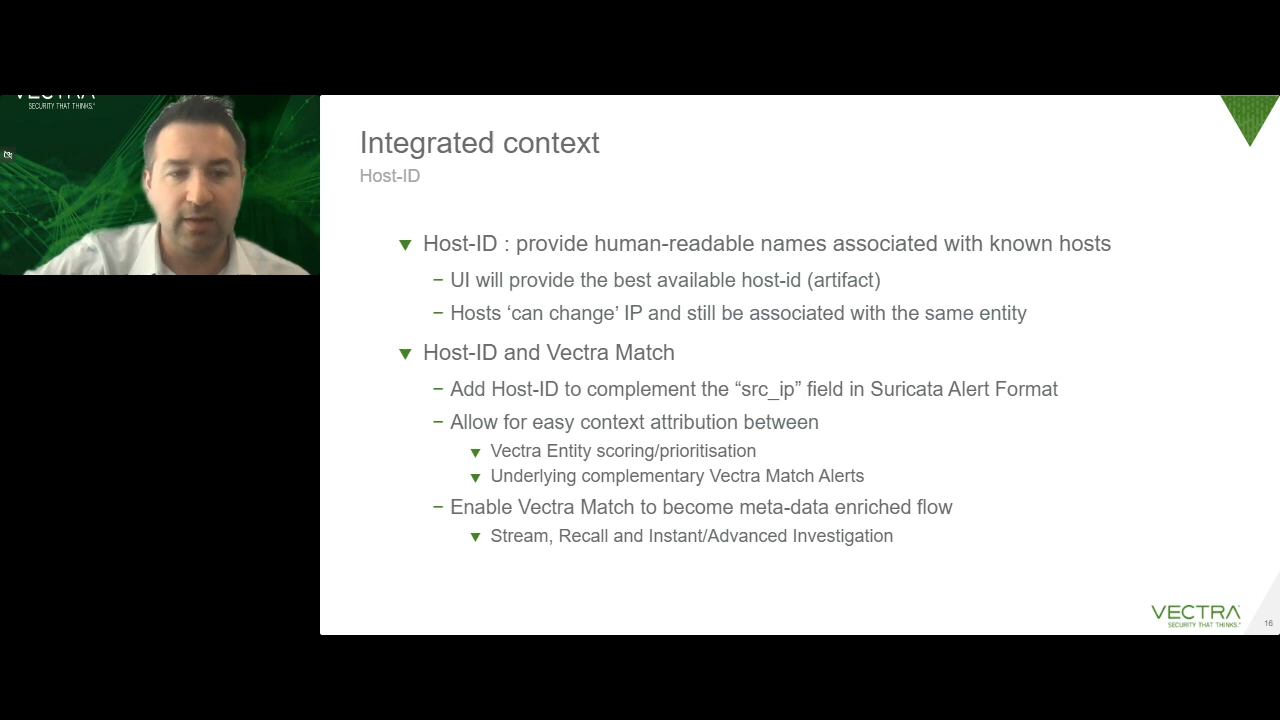 VECTRA
SECURITY THAT THINKS.®
Integrated context
Host-ID
Host-ID : provide human-readable names associated with known hosts
– UI will provide the best available host-id (artifact)
– Hosts ‘can change’ IP and still be associated with the same entity
Host-ID and Vectra Match
– Add Host-ID to complement the “src_ip” field in Suricata Alert Format
– Allow for easy context attribution between
Vectra Entity scoring/prioritisation
Underlying complementary Vectra Match Alerts
– Enable Vectra Match to become meta-data enriched flow
Stream, Recall and Instant/Advanced Investigation
VECTRA
SECURITY THAT THINKS.®
16